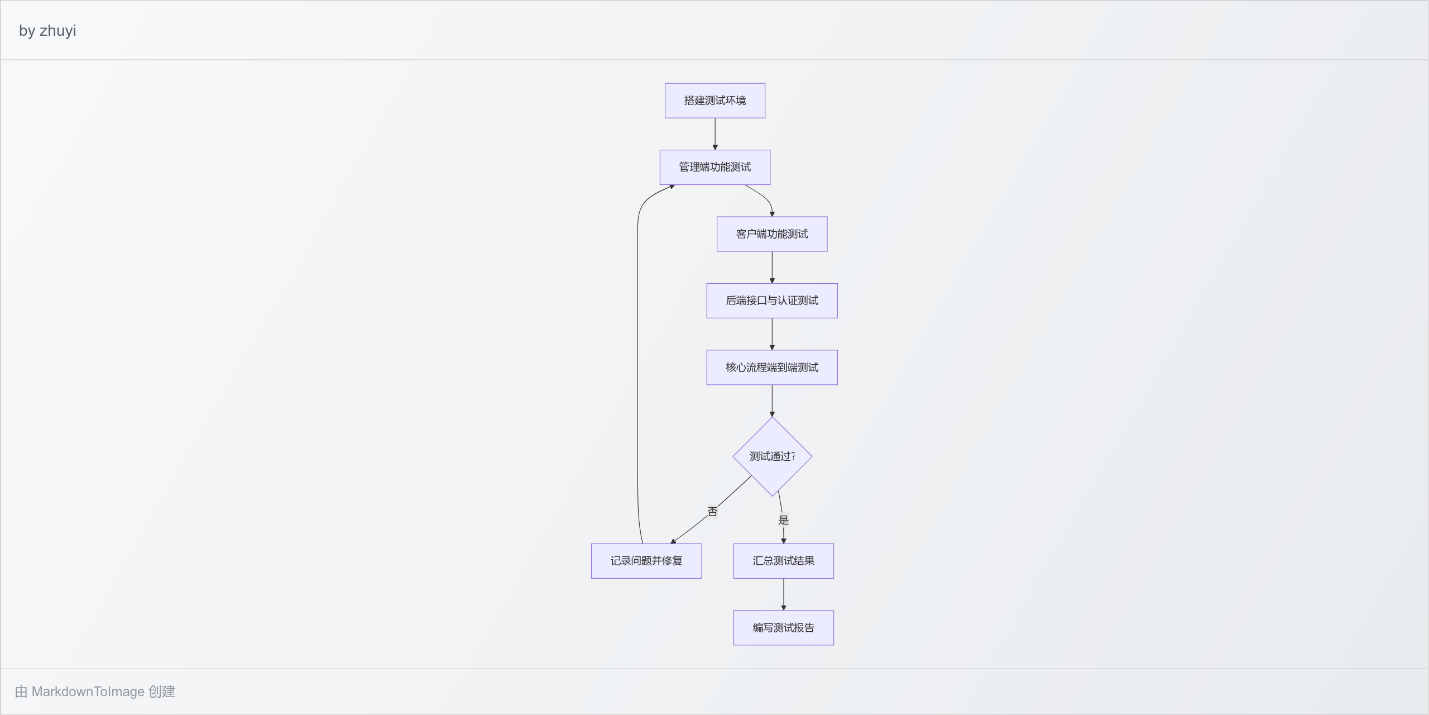 by zhuyi
搭建测试环境
管理端功能测试
客户端功能测试
后端接口与认证测试
核心流程端到端测试
测试通过?
否
是
记录问题并修复
汇总测试结果
编写测试报告
由 MarkdownToImage 创建